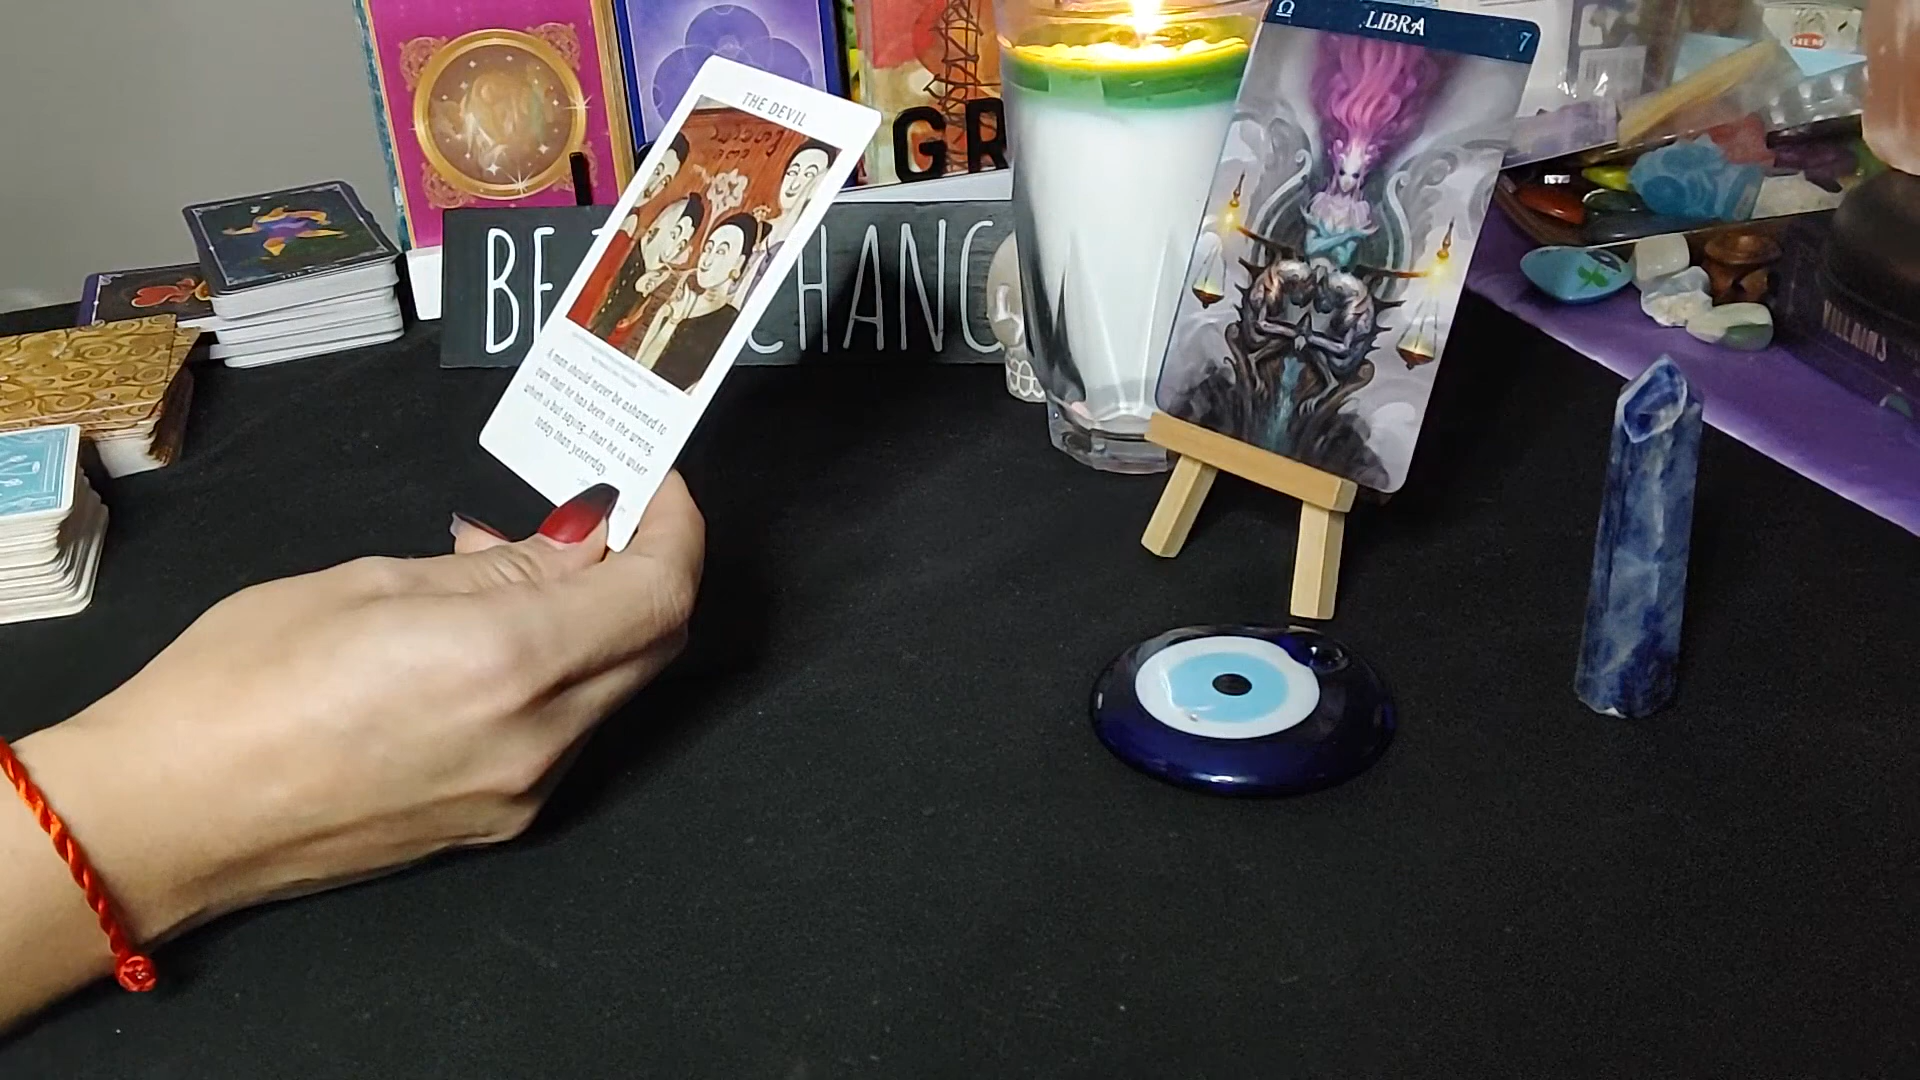 LIBRA
7
HEM
GR
THE DEVIL
BE
CHANG
VILLAINS
A man should never be ashamed to
own that he has been in the wrong,
which is but saying...that he is wiser
today than yesterday.